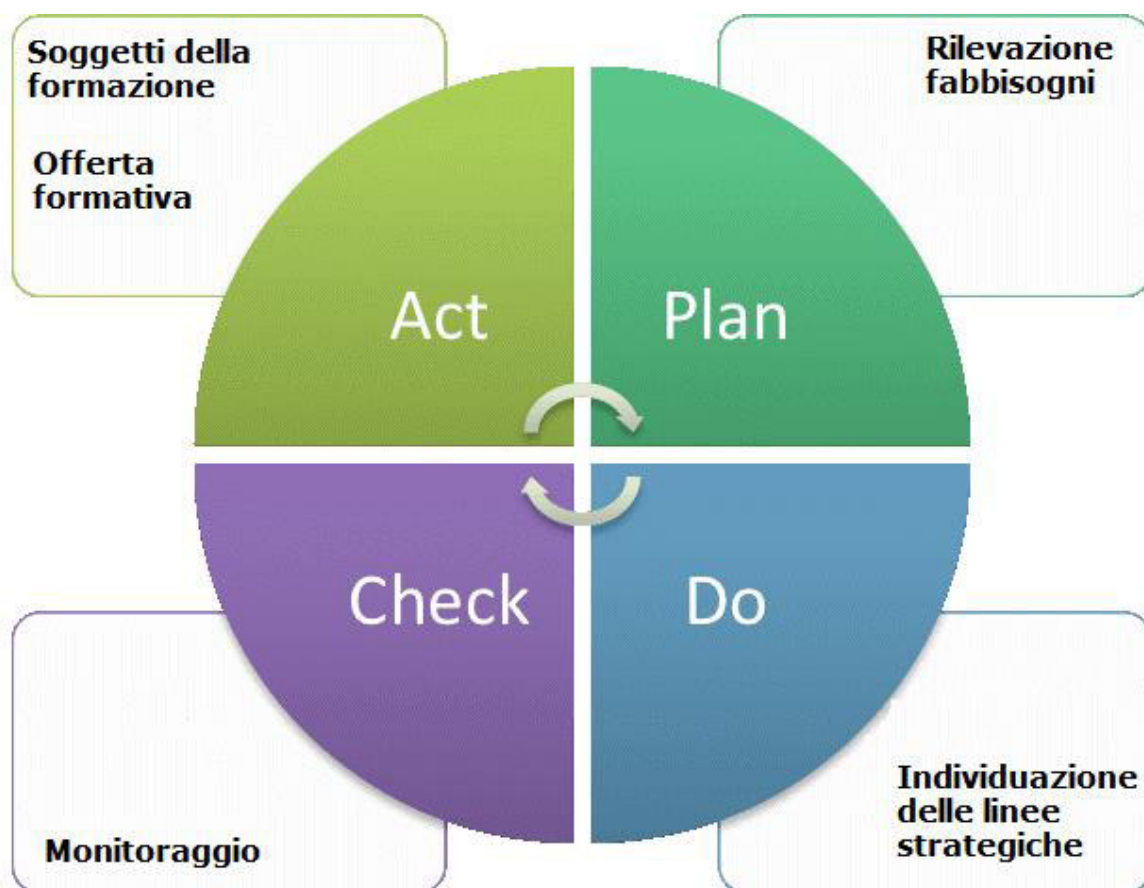 Soggetti della
formazione
Offerta
formativa
Rilevazione
fabbisogni
Act
Plan
Check
Do
Monitoraggio
Individuazione
delle linee
strategiche